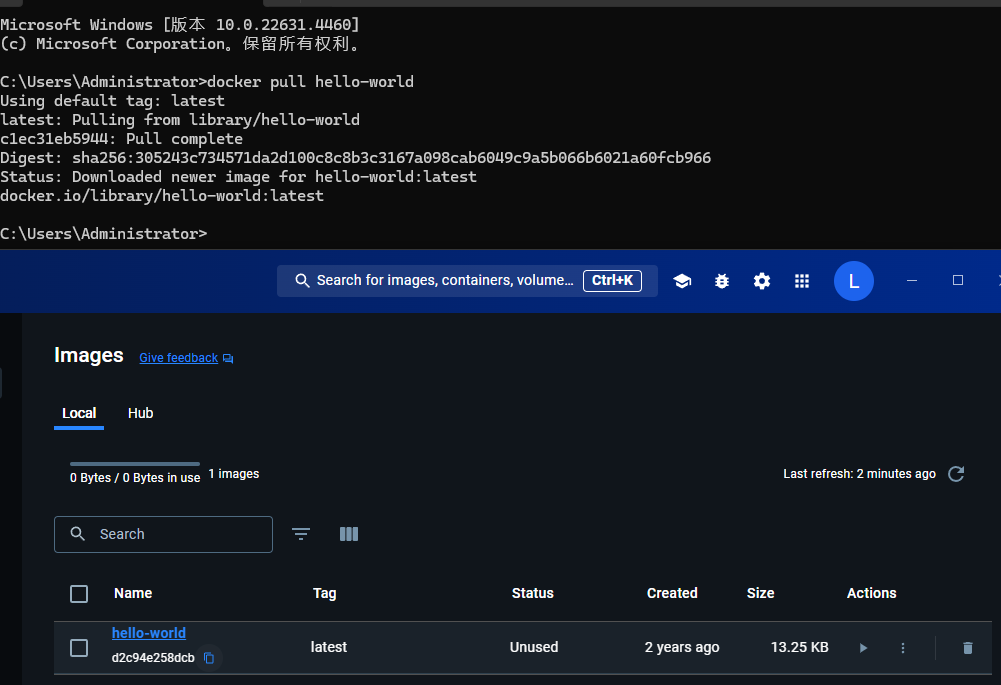 Microsoft Windows [版本 10.0.22631.4460]
(c) Microsoft Corporation。保留所有权利。
C:\Users\Administrator>docker pull hello-world
Using default tag: latest
latest: Pulling from library/hello-world
c1ec31eb5944: Pull complete
Digest: sha256:305243c734571da2d100c8c8b3c3167a098cab6049c9a5b066b6021a60fcb966
Status: Downloaded newer image for hello-world:latest
docker.io/library/hello-world:latest
C:\Users\Administrator>
Search for images, containers, volume... Ctrl+K L
Images Give feedback
Local Hub
0 Bytes / 0 Bytes in use 1 images Last refresh: 2 minutes ago
Search
Name Tag Status Created Size Actions
hello-world latest Unused 2 years ago 13.25 KB
d2c94e258dcb